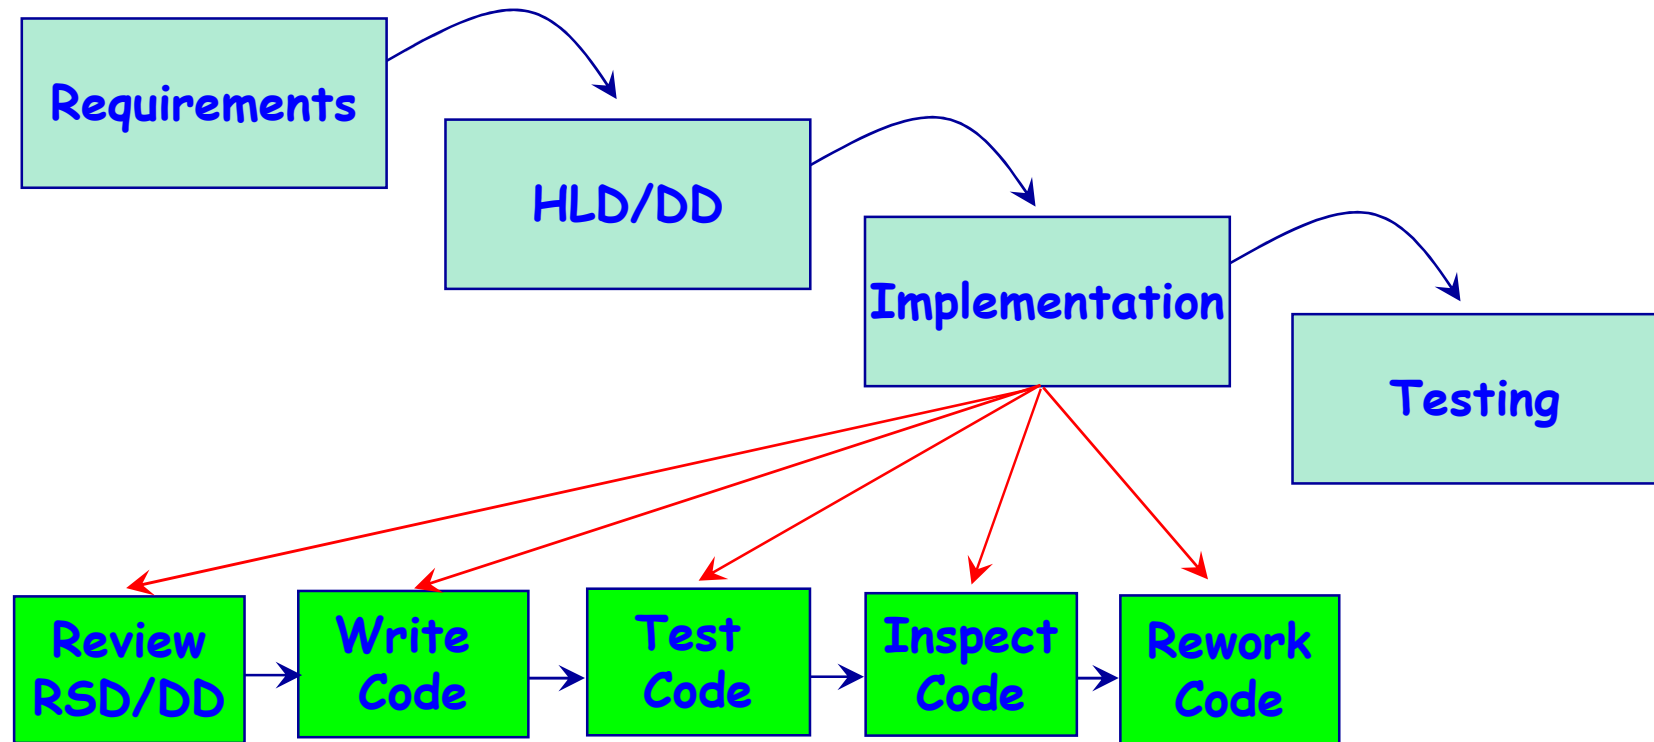 Requirements
HLD/DD
Implementation
Testing
Review
RSD/DD
Write
Code
Test
Code
Inspect
Code
Rework
Code